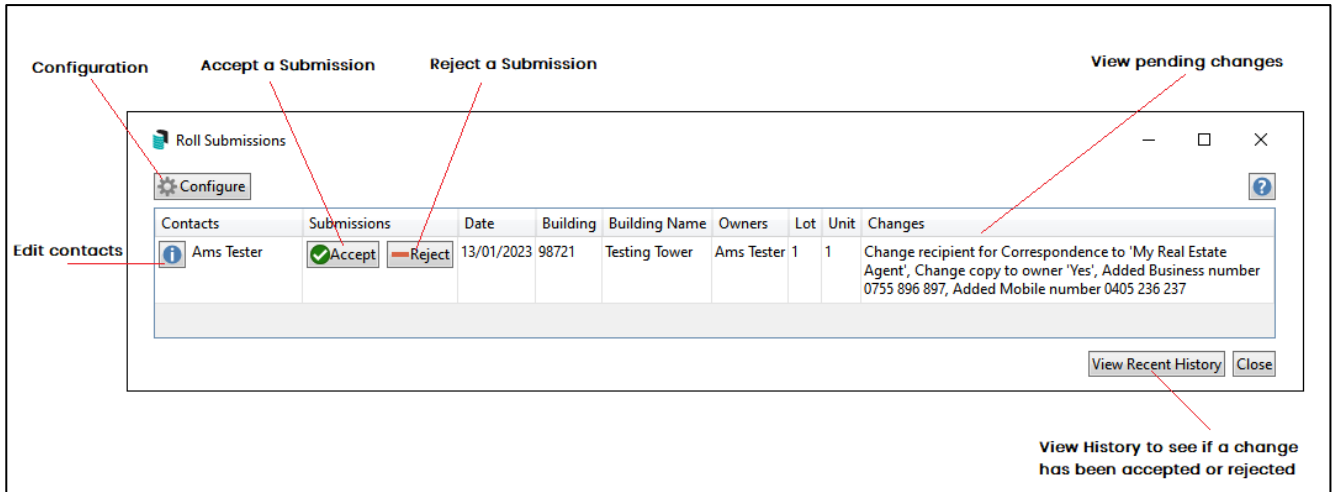 Configuration
Accept a Submission
Reject a Submission
View pending changes
Roll Submissions
Configure
Contacts Submissions Date Building Building Name Owners Lot Unit Changes
Edit contacts
Ams Tester Accept Reject 13/01/2023 98721 Testing Tower Ams Tester 1 1 Change recipient for Correspondence to 'My Real Estate
Agent', Change copy to owner 'Yes', Added Business number
0755 896 897, Added Mobile number 0405 236 237
View Recent History Close
View History to see if a change
has been accepted or rejected